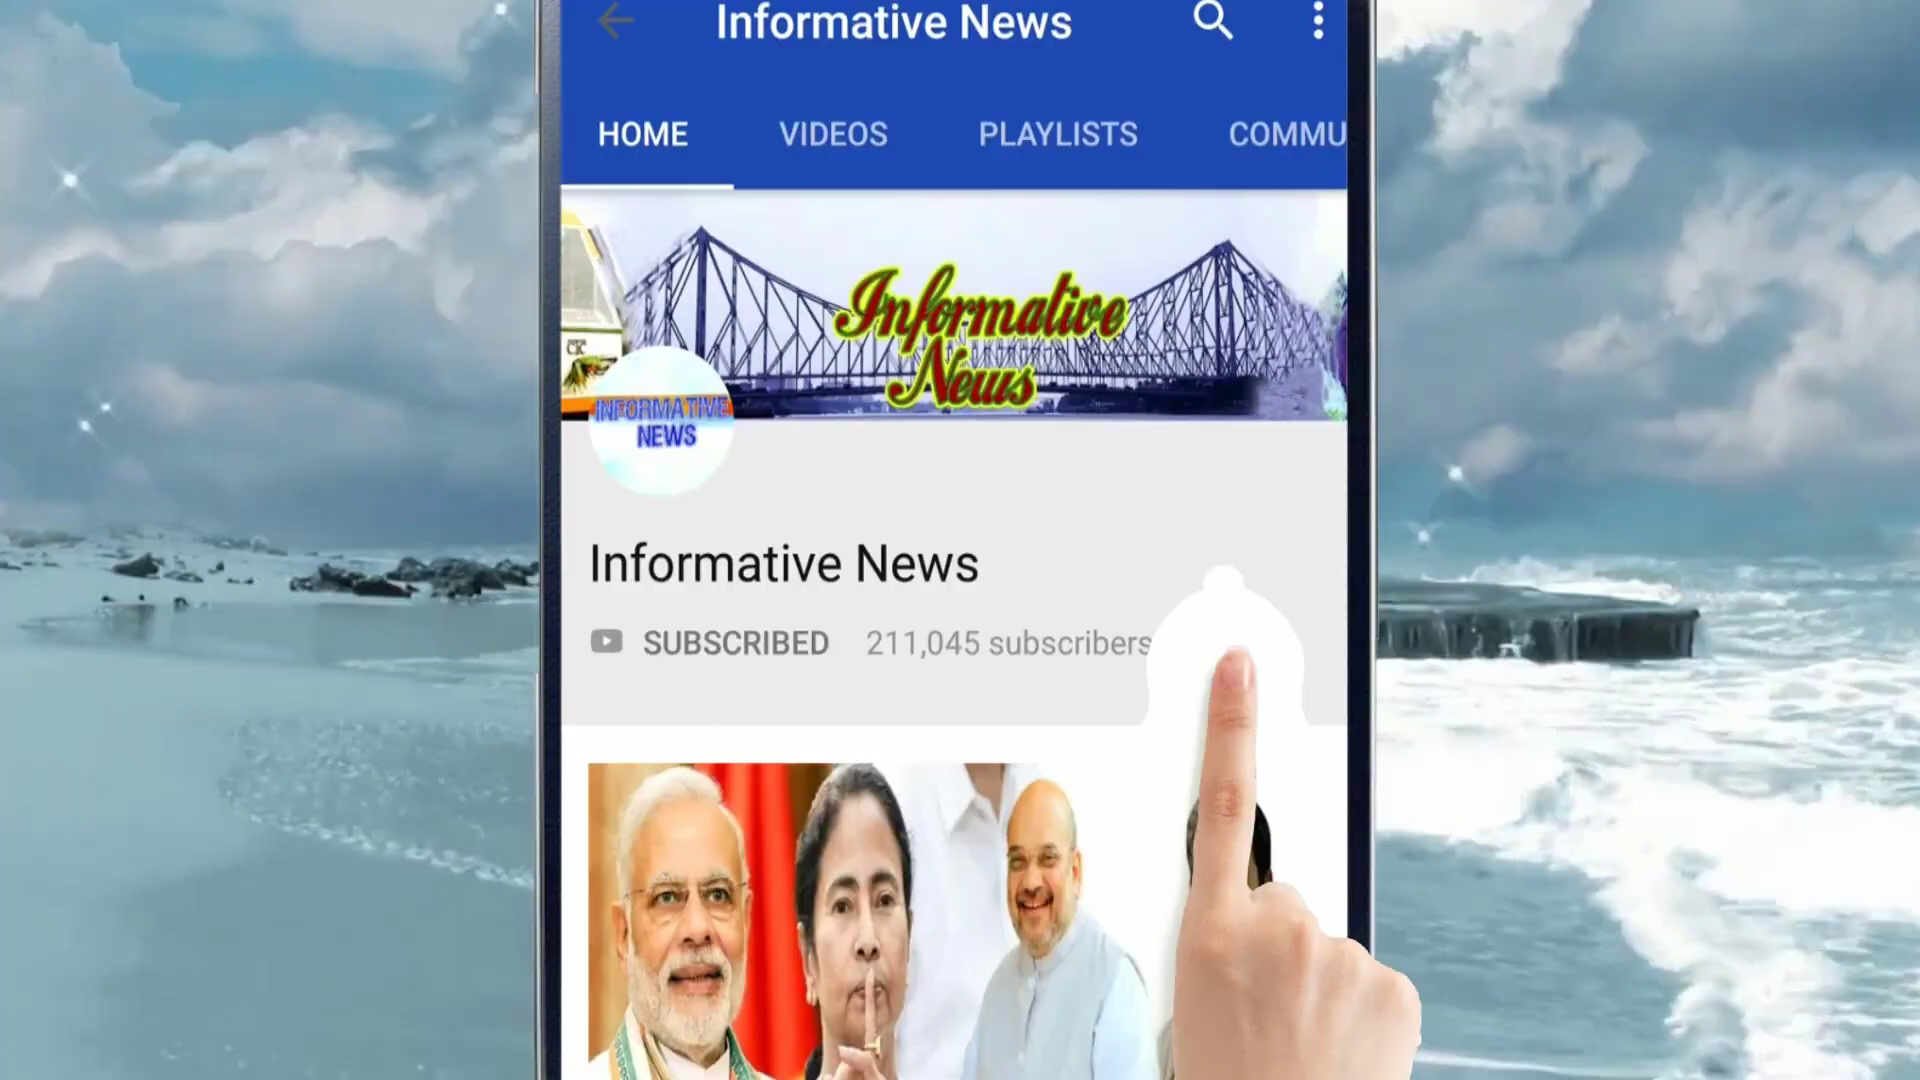 Informative News
HOME VIDEOS PLAYLISTS COMMU
Informative
News
INFORMATIVE
NEWS
Informative News
SUBSCRIBED 211,045 subscribers